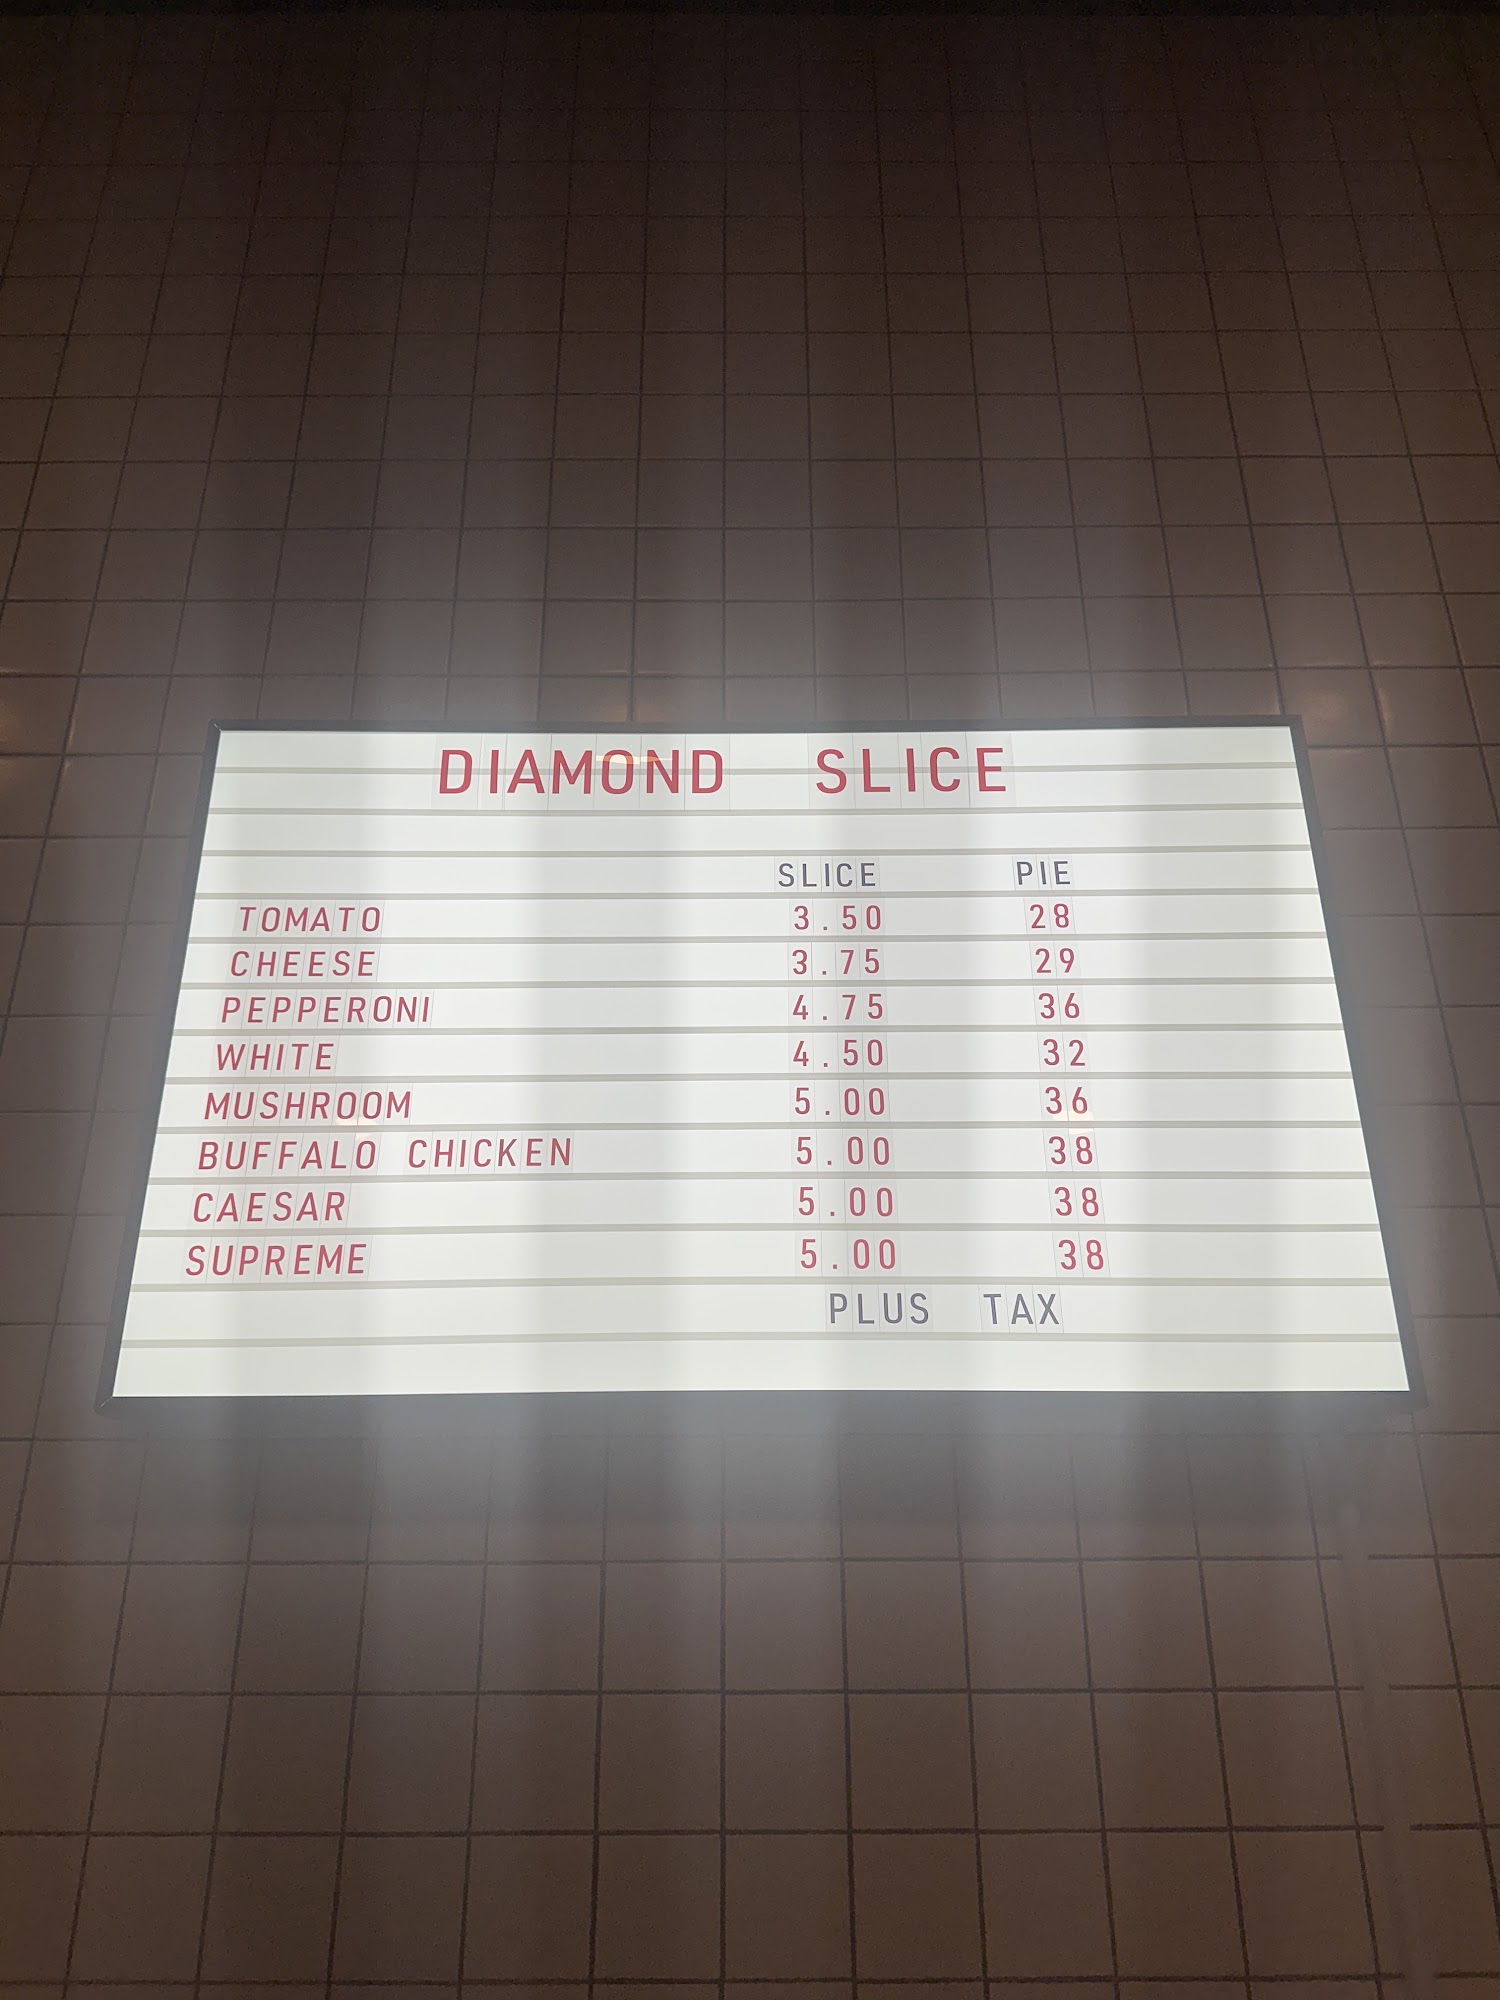 DIAMOND SLICE
SLICE PIE
TOMATO 3.50 28
CHEESE 3.75 29
PEPPERONI 4.75 36
WHITE 4.50 32
MUSHROOM 5.00 36
BUFFALO CHICKEN 5.00 38
CAESAR 5.00 38
SUPREME 5.00 38
PLUS TAX